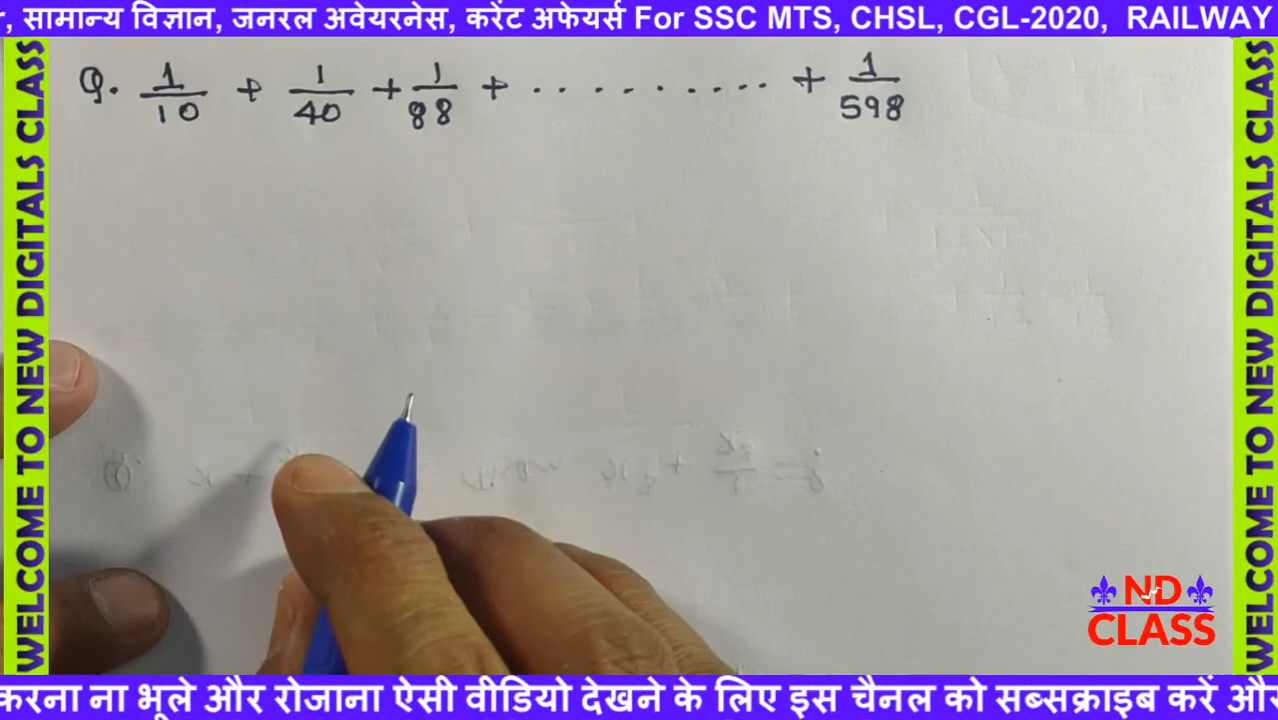 , सामान्य विज्ञान, जनरल अवेयरनेस, करेंट अफेयर्स For SSC MTS, CHSL, CGL-2020, RAILWAY
WELCOME TO NEW DIGITALS CLASS
Q. 1/10 + 1/40 + 1/88 + .......... + 1/598
WELCOME TO NEW DIGITALS CLASS
ND
CLASS
करना ना भूले और रोजाना ऐसी वीडियो देखने के लिए इस चैनल को सब्सक्राइब करें